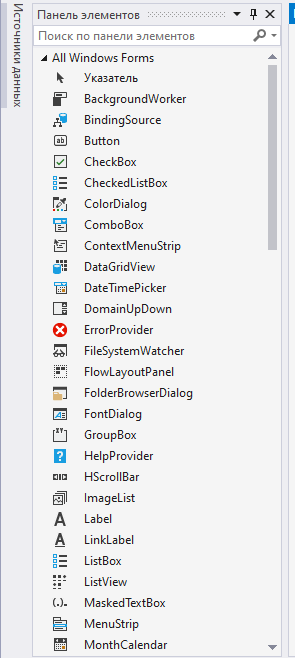 Источники данных
Панель элементов
Поиск по панели элементов
All Windows Forms
Указатель
BackgroundWorker
BindingSource
Button
CheckBox
CheckedListBox
ColorDialog
ComboBox
ContextMenuStrip
DataGridView
DateTimePicker
DomainUpDown
ErrorProvider
FileSystemWatcher
FlowLayoutPanel
FolderBrowserDialog
FontDialog
GroupBox
HelpProvider
HScrollBar
ImageList
Label
LinkLabel
ListBox
ListView
MaskedTextBox
MenuStrip
MonthCalendar